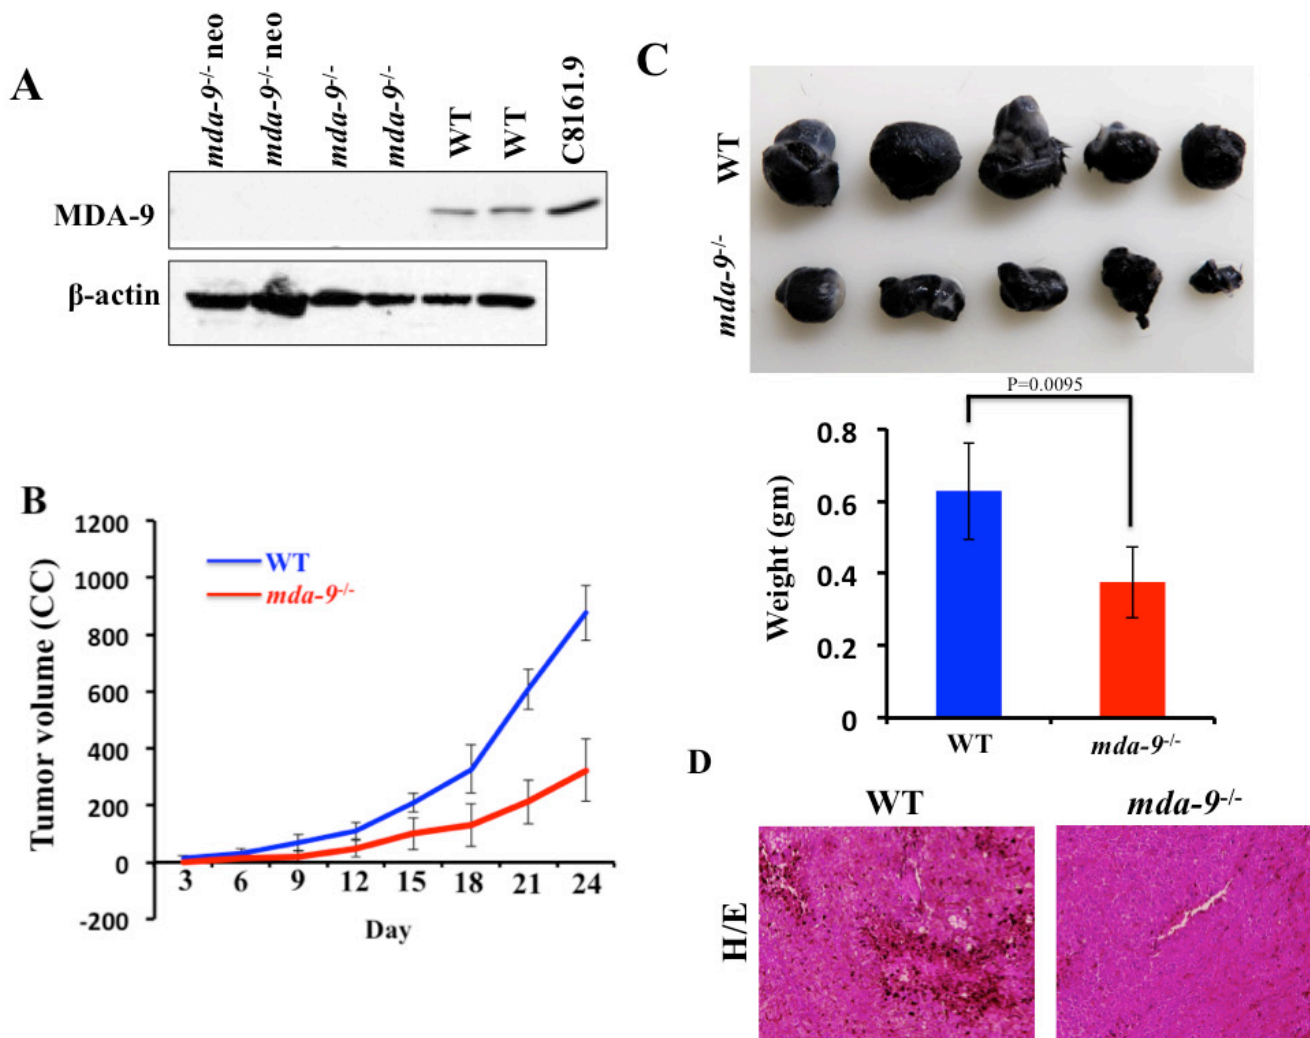 A
mda-9-/- neo
mda-9-/- neo
mda-9-/-
mda-9-/-
WT
WT
C8161.9
MDA-9
β-actin
B
1200
1000
800
600
400
200
0
-200
Tumor volume (CC)
WT
mda-9-/-
3 6 9 12 15 18 21 24
Day
C
WT
mda-9-/-
P=0.0095
0.8
0.6
0.4
0.2
0
Weight (gm)
WT mda-9-/-
D
WT mda-9-/-
H/E